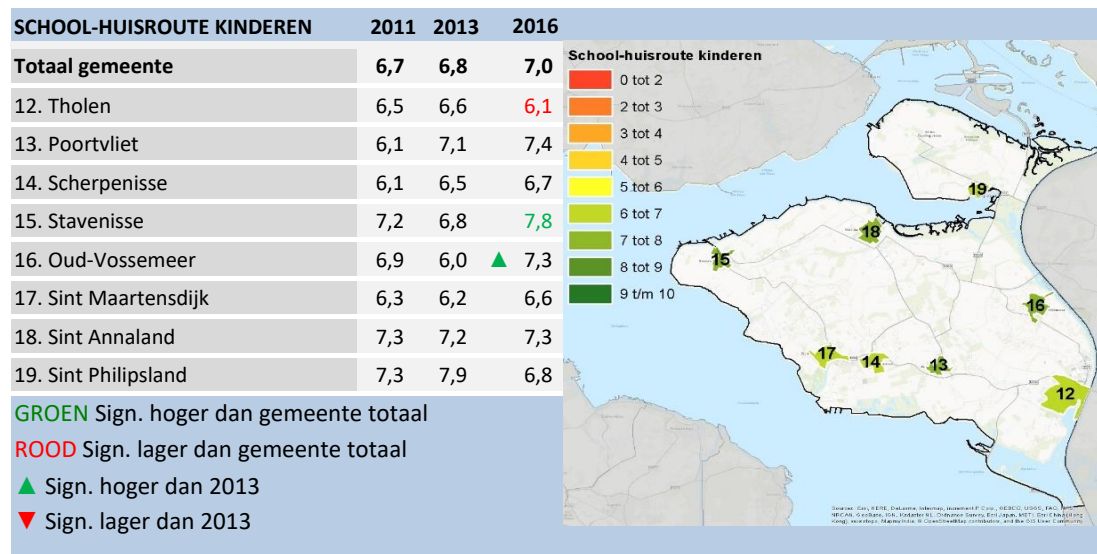 SCHOOL-HUISROUTE KINDEREN 2011 2013 2016
Totaal gemeente 6,7 6,8 7,0
12. Tholen 6,5 6,6 6,1
13. Poortvliet 6,1 7,1 7,4
14. Scherpenisse 6,1 6,5 6,7
15. Stavenisse 7,2 6,8 7,8
16. Oud-Vossemeer 6,9 6,0 ▲ 7,3
17. Sint Maartensdijk 6,3 6,2 6,6
18. Sint Annaland 7,3 7,2 7,3
19. Sint Philipsland 7,3 7,9 6,8
GROEN Sign. hoger dan gemeente totaal
ROOD Sign. lager dan gemeente totaal
▲ Sign. hoger dan 2013
▼ Sign. lager dan 2013
School-huisroute kinderen
0 tot 2
2 tot 3
3 tot 4
4 tot 5
5 tot 6
6 tot 7
7 tot 8
8 tot 9
9 t/m 10
19
18
15
16
17
14
13
12